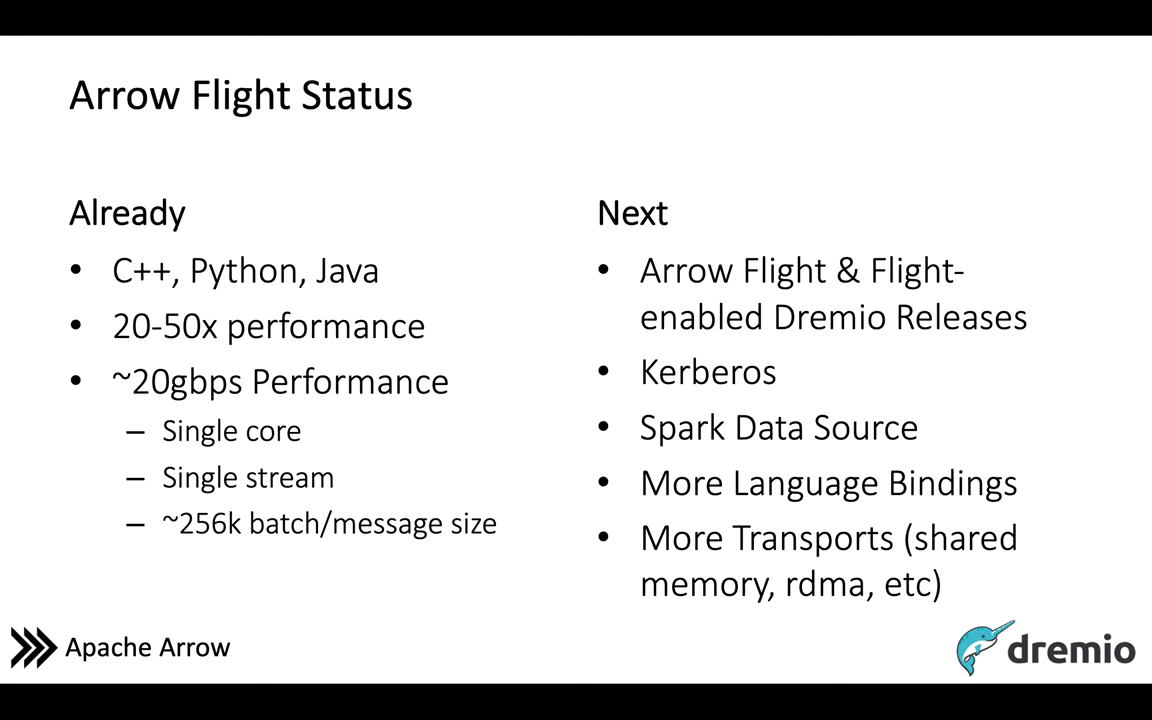 Arrow Flight Status
Already
• C++, Python, Java
• 20-50x performance
• ~20gbps Performance
– Single core
– Single stream
– ~256k batch/message size
Next
• Arrow Flight & Flight-
enabled Dremio Releases
• Kerberos
• Spark Data Source
• More Language Bindings
• More Transports (shared
memory, rdma, etc)
Apache Arrow
dremio